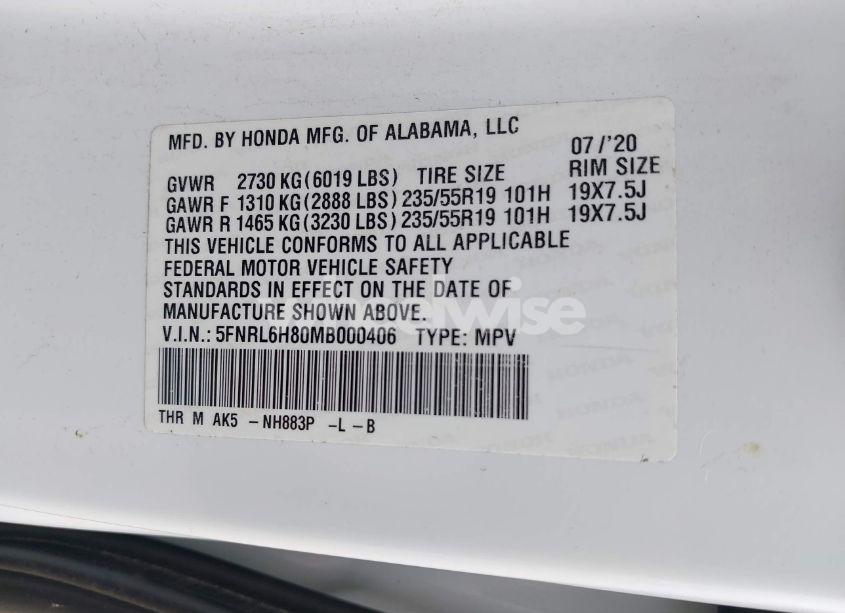 MFD. BY HONDA MFG. OF ALABAMA, LLC 07/'20
GVWR 2730 KG(6019 LBS) TIRE SIZE RIM SIZE
GAWR F 1310 KG(2888 LBS)235/55R19 101H 19X7.5J
GAWR R 1465 KG(3230 LBS)235/55R19 101H 19X7.5J
THIS VEHICLE CONFORMS TO ALL APPLICABLE
FEDERAL MOTOR VEHICLE SAFETY
STANDARDS IN EFFECT ON THE DATE OF
MANUFACTURE SHOWN ABOVE.
V.I.N.: 5FNRL6H80MB000406 TYPE: MPV
THR M AK5 -NH883P -L -B